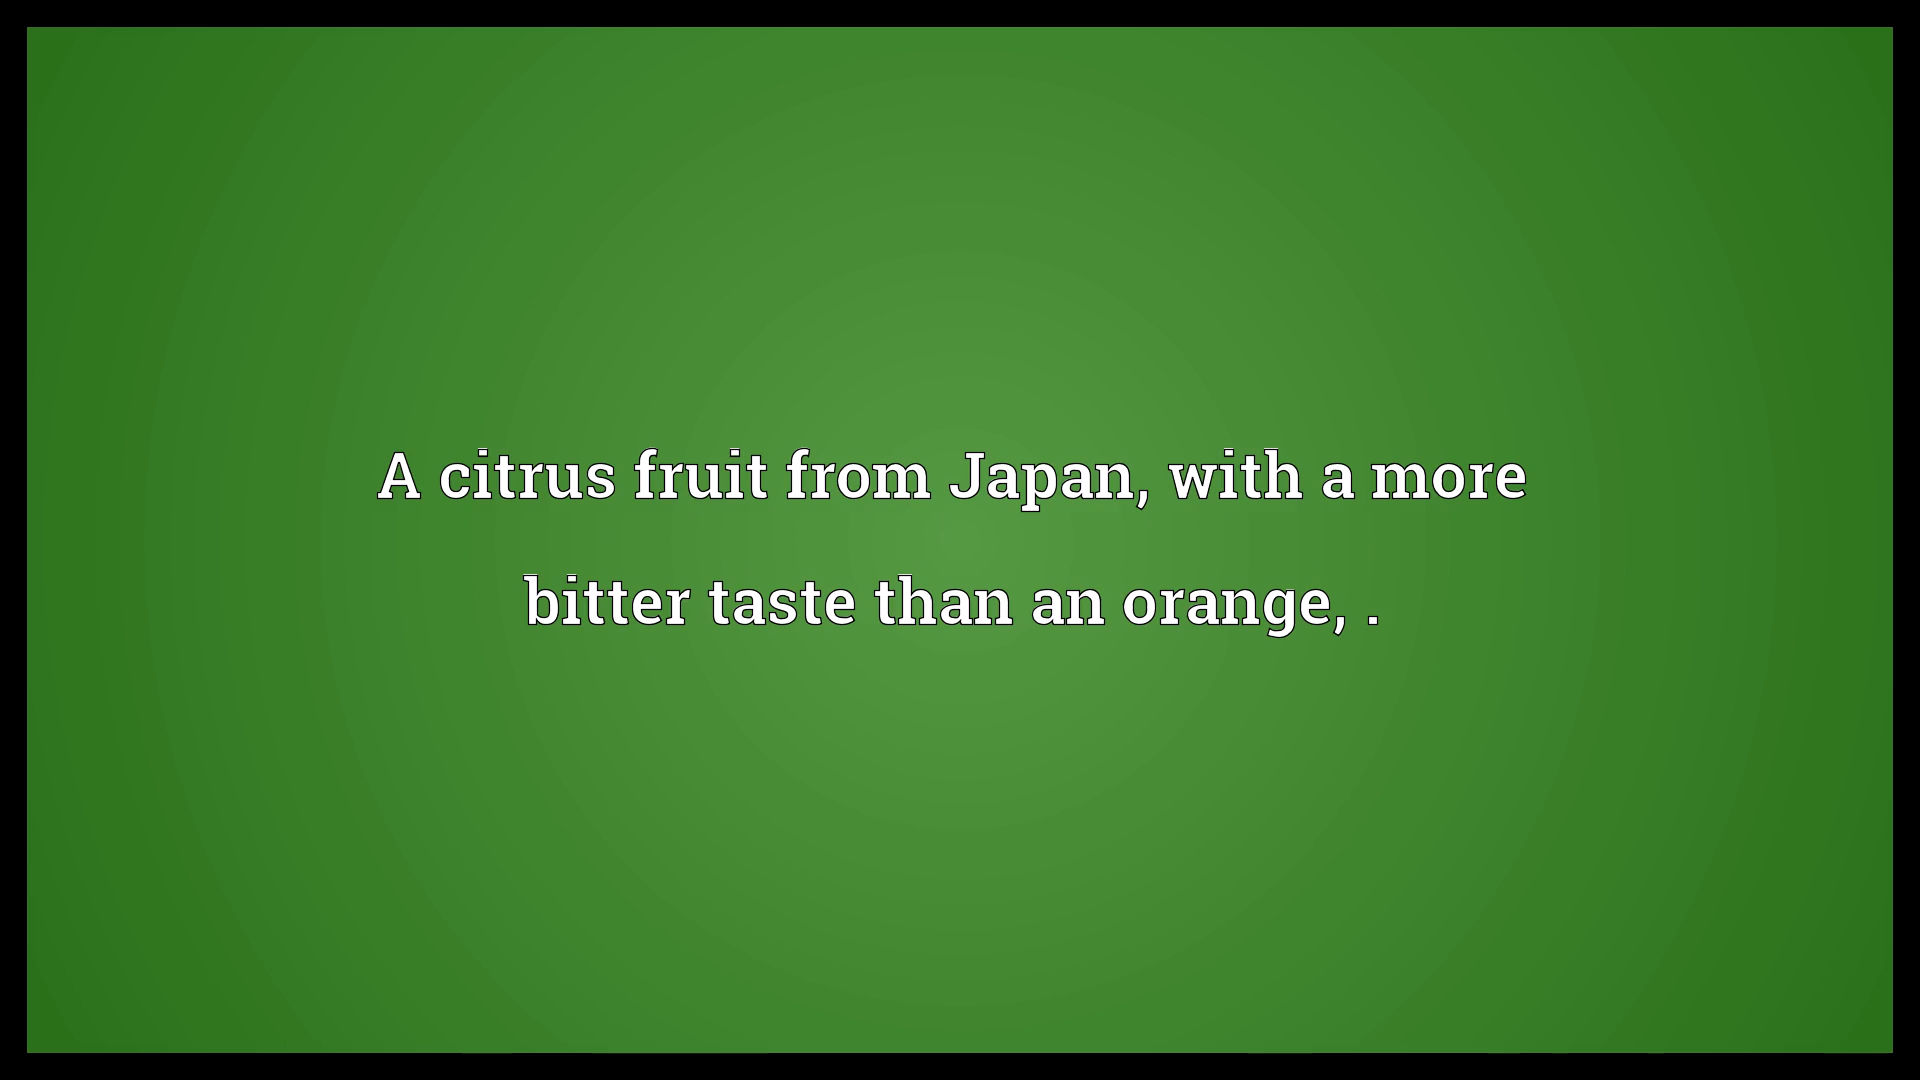 A citrus fruit from Japan, with a more
bitter taste than an orange, .